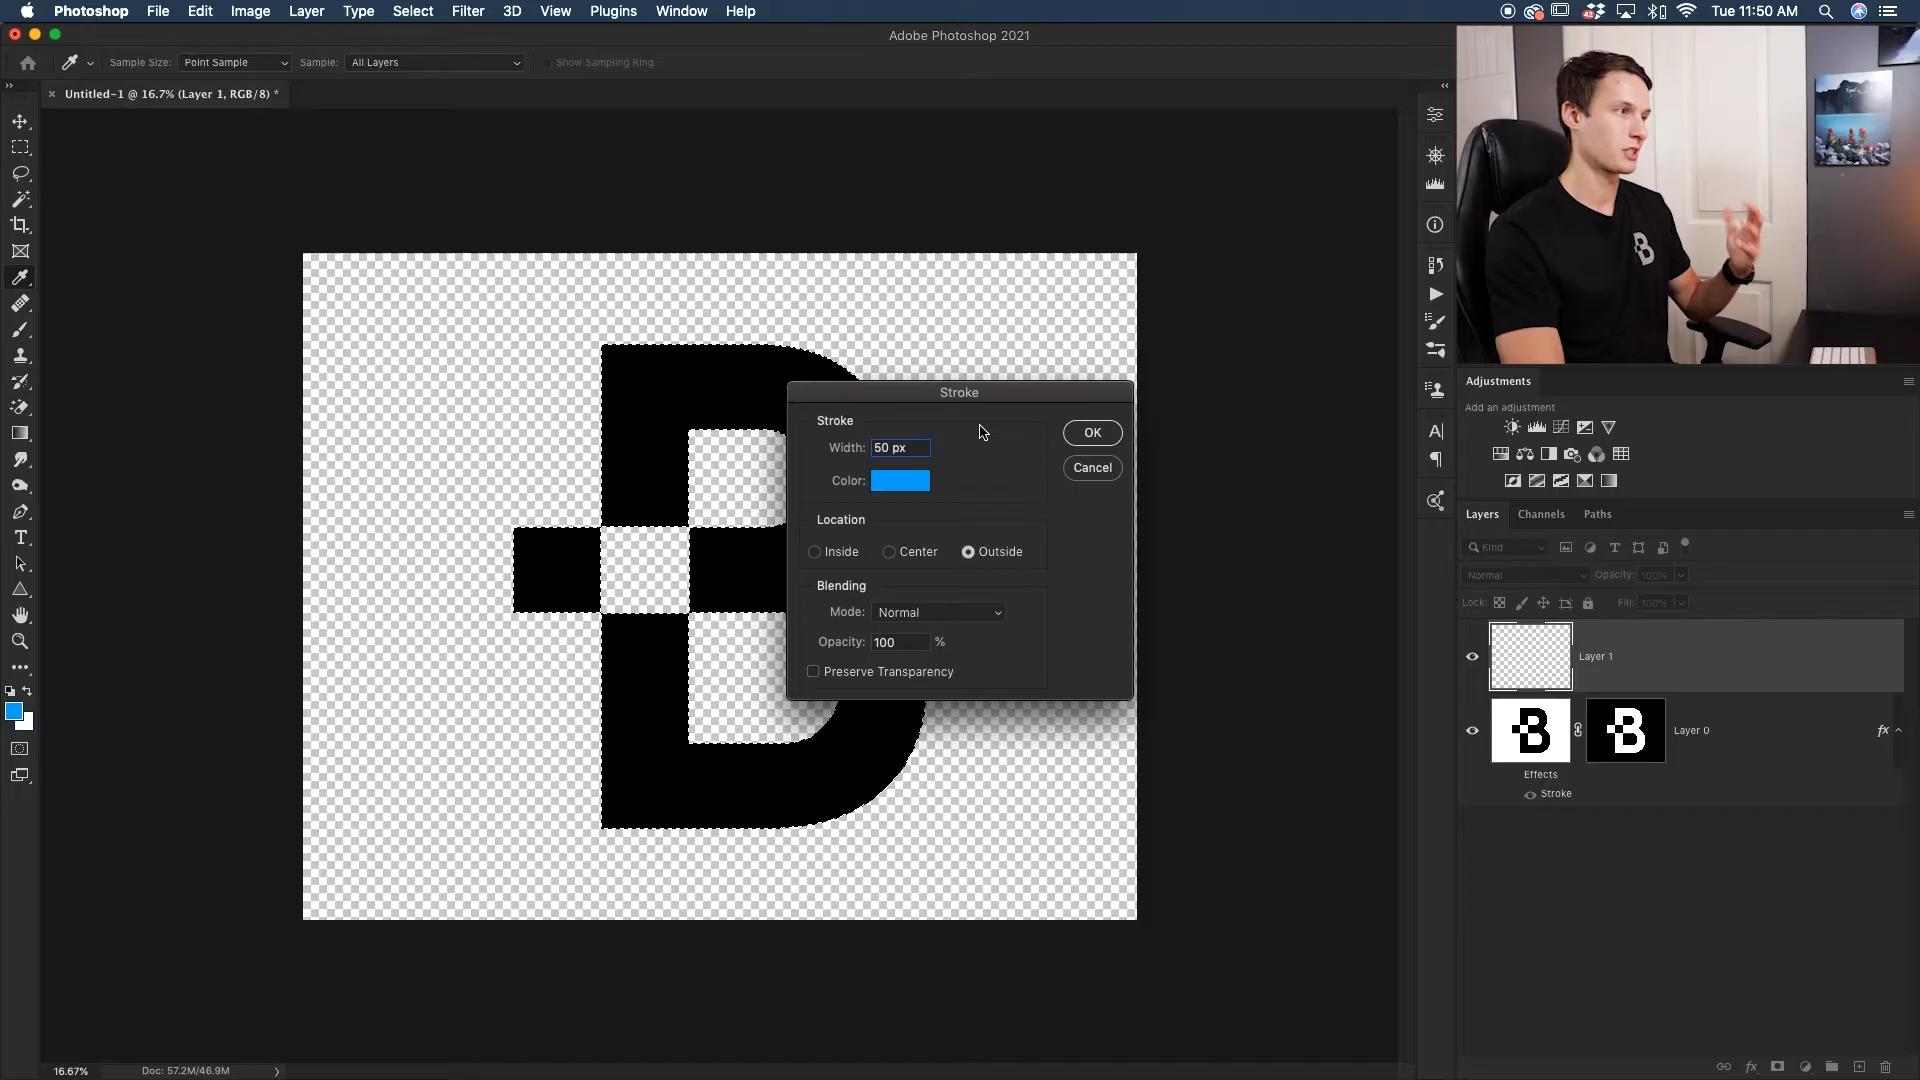 Photoshop File Edit Image Layer Type Select Filter 3D View Plugins Window Help
42 Tue 11:50 AM
Adobe Photoshop 2021
Sample Size: Point Sample Sample: All Layers Show Sampling Ring
Untitled-1 @ 16.7% (Layer 1, RGB/8) *
Stroke
Stroke
Width: 50 px
OK
Color:
Cancel
Location
Inside Center Outside
Blending
Mode: Normal
Opacity: 100 %
Preserve Transparency
B
Adjustments
Add an adjustment
Layers Channels Paths
Kind
Normal Opacity: 100%
Lock: Fill: 100%
Layer 1
B B Layer 0 fx
Effects
Stroke
16.67% Doc: 57.2M/46.9M
fx